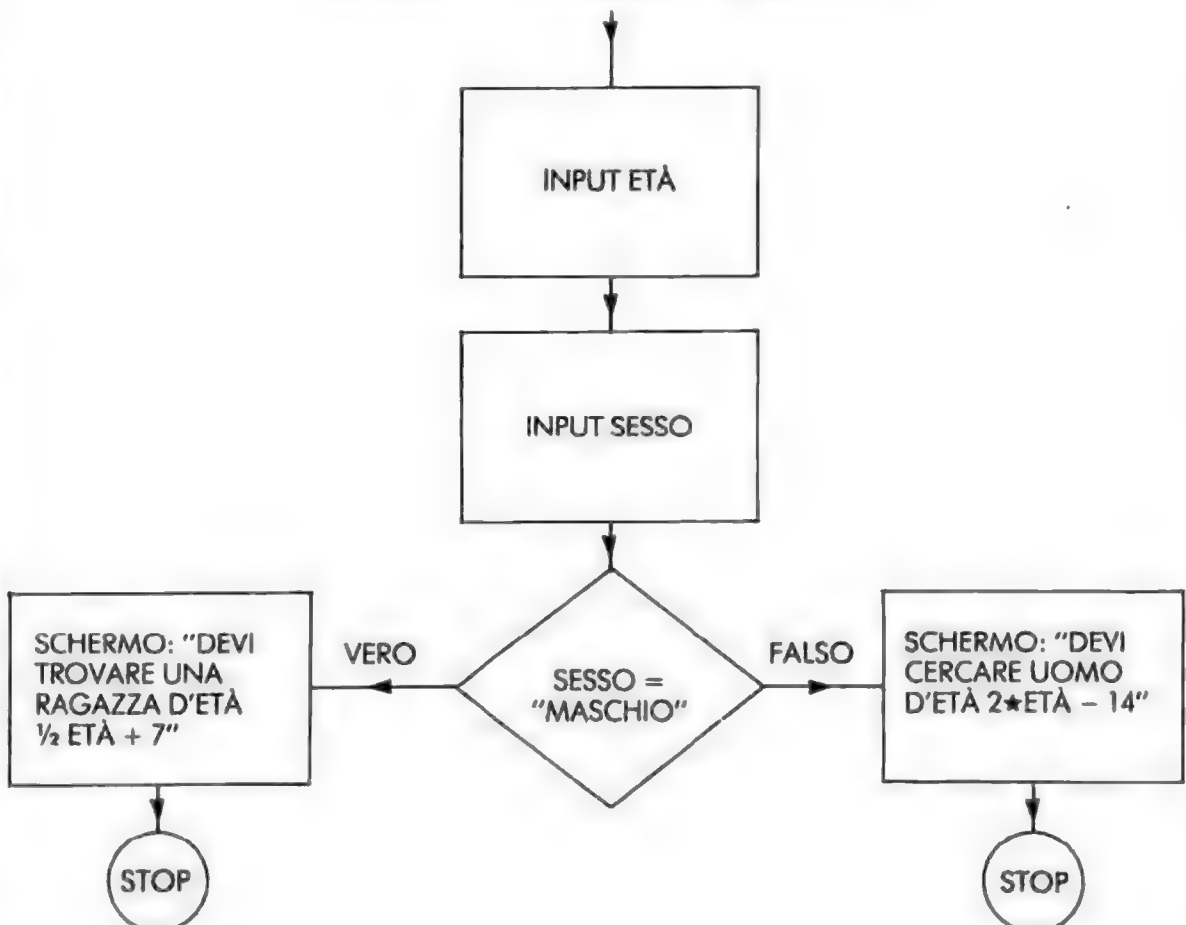 INPUT ETÀ
INPUT SESSO
SESSO =
"MASCHIO"
VERO
FALSO
SCHERMO: "DEVI
TROVARE UNA
RAGAZZA D'ETÀ
½ ETÀ + 7"
SCHERMO: "DEVI
CERCARE UOMO
D'ETÀ 2★ETÀ – 14"
STOP
STOP